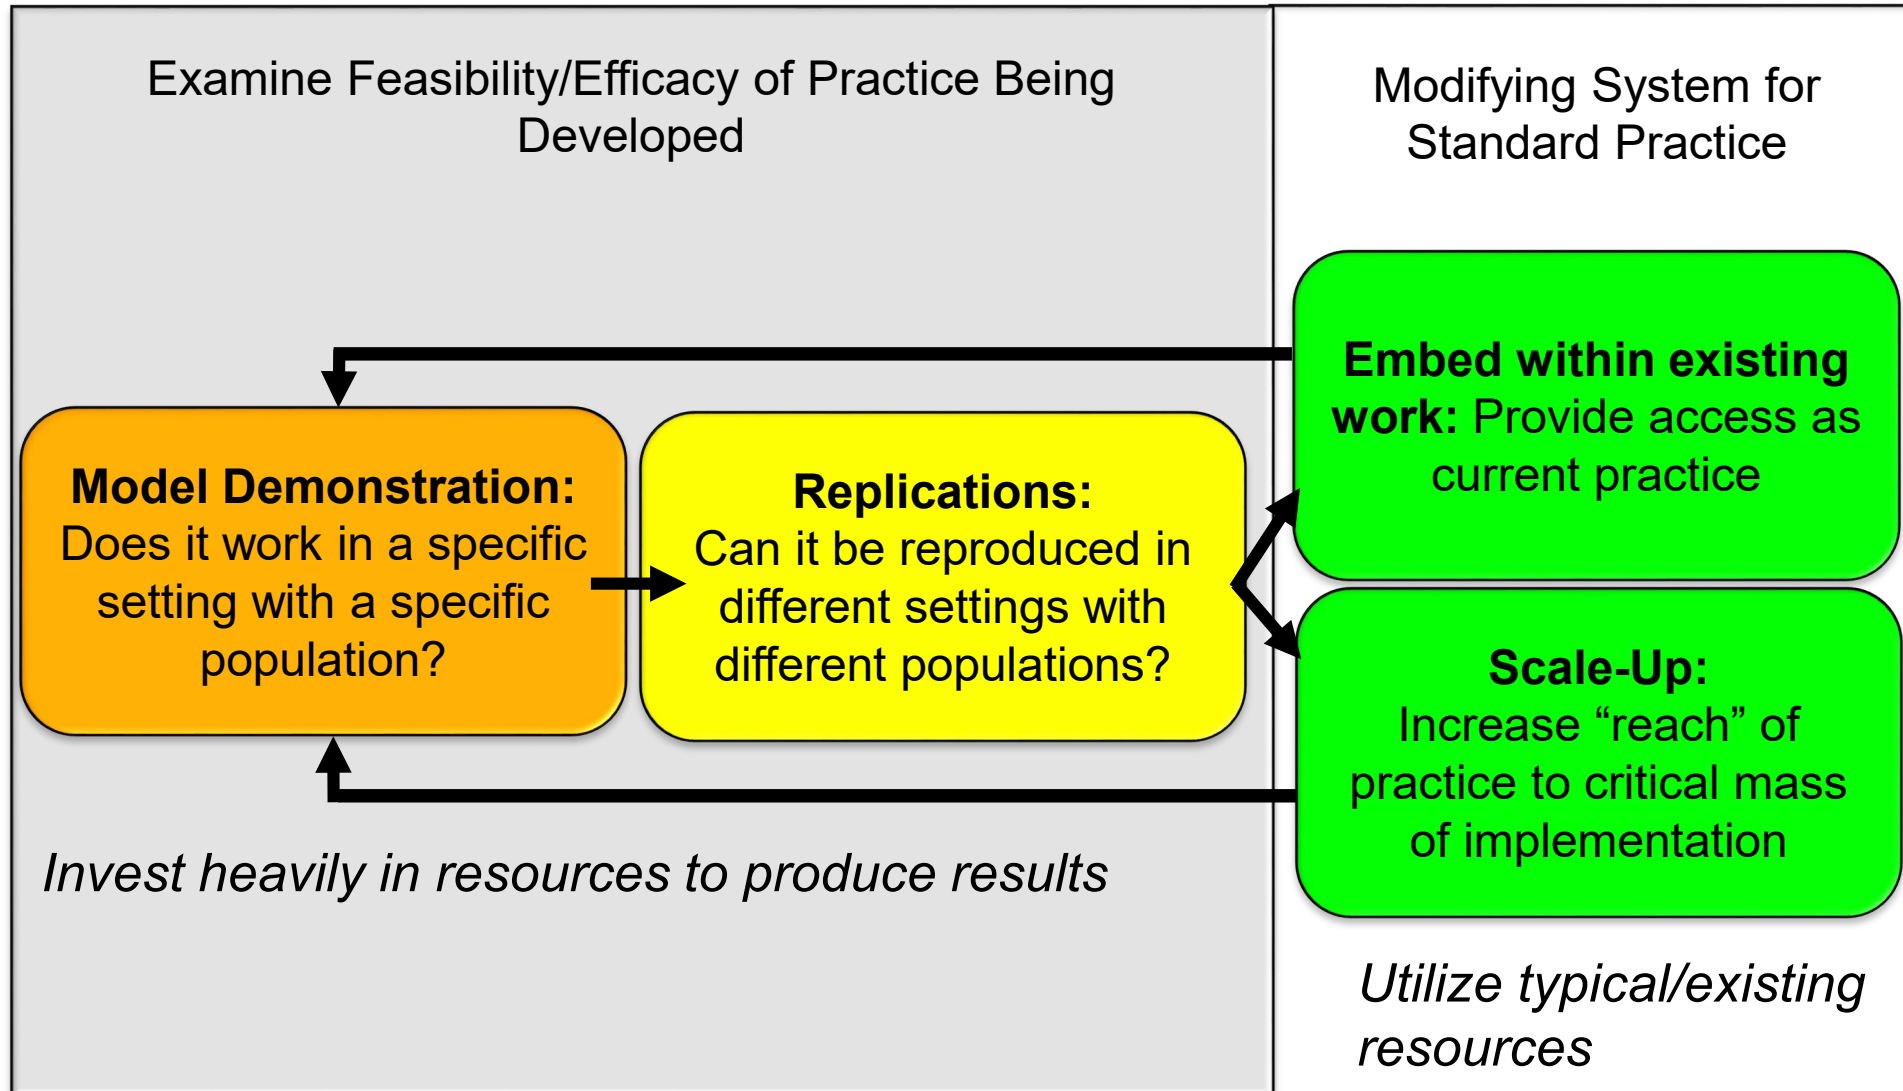 Examine Feasibility/Efficacy of Practice Being
Developed
Modifying System for
Standard Practice
Model Demonstration:
Does it work in a specific
setting with a specific
population?
Replications:
Can it be reproduced in
different settings with
different populations?
Embed within existing
work: Provide access as
current practice
Scale-Up:
Increase “reach” of
practice to critical mass
of implementation
Invest heavily in resources to produce results
Utilize typical/existing
resources